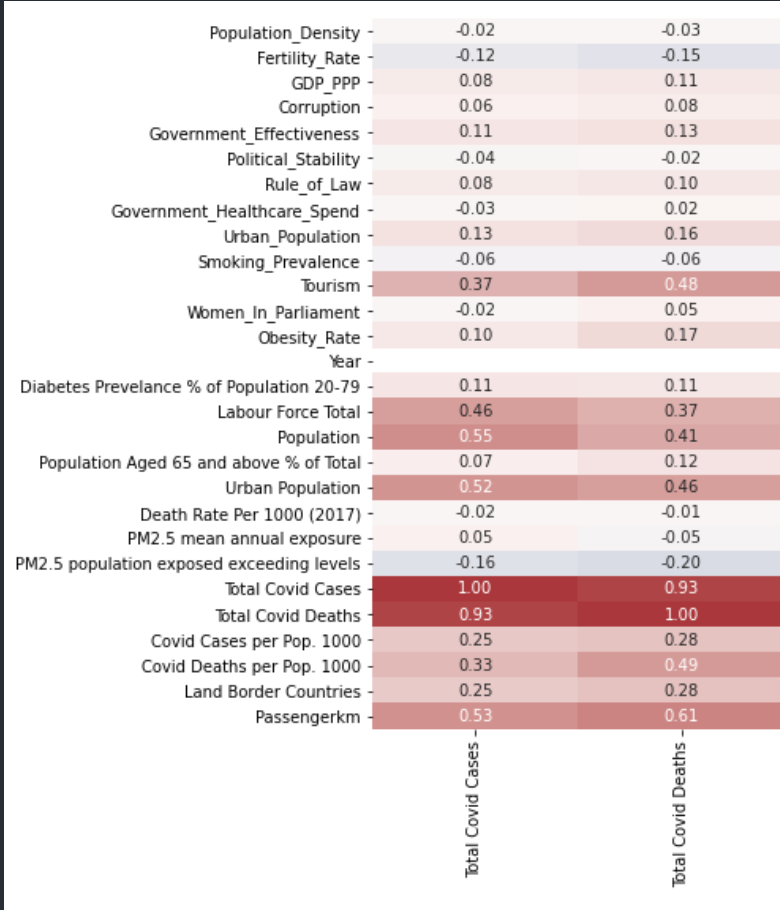 Population_Density -0.02 -0.03
Fertility_Rate -0.12 -0.15
GDP_PPP 0.08 0.11
Corruption 0.06 0.08
Government_Effectiveness 0.11 0.13
Political_Stability -0.04 -0.02
Rule_of_Law 0.08 0.10
Government_Healthcare_Spend -0.03 0.02
Urban_Population 0.13 0.16
Smoking_Prevalence -0.06 -0.06
Tourism 0.37 0.48
Women_In_Parliament -0.02 0.05
Obesity_Rate 0.10 0.17
Year
Diabetes Prevelance % of Population 20-79 0.11 0.11
Labour Force Total 0.46 0.37
Population 0.55 0.41
Population Aged 65 and above % of Total 0.07 0.12
Urban Population 0.52 0.46
Death Rate Per 1000 (2017) -0.02 -0.01
PM2.5 mean annual exposure 0.05 -0.05
PM2.5 population exposed exceeding levels -0.16 -0.20
Total Covid Cases 1.00 0.93
Total Covid Deaths 0.93 1.00
Covid Cases per Pop. 1000 0.25 0.28
Covid Deaths per Pop. 1000 0.33 0.49
Land Border Countries 0.25 0.28
Passengerkm 0.53 0.61
Total Covid Cases
Total Covid Deaths